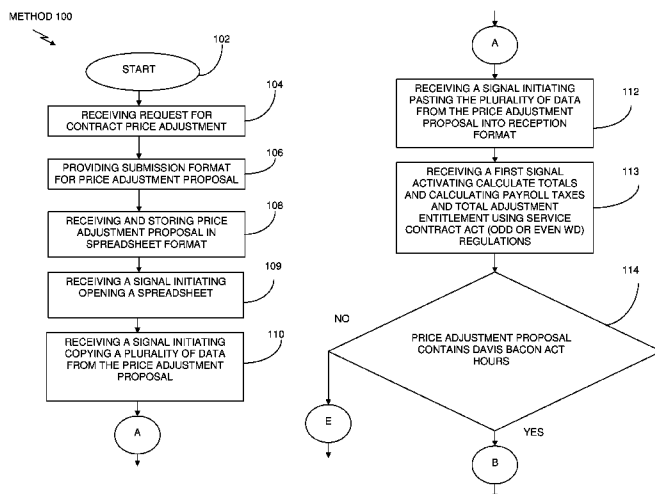 METHOD 100
102
START
104
RECEIVING REQUEST FOR
CONTRACT PRICE ADJUSTMENT
106
PROVIDING SUBMISSION FORMAT
FOR PRICE ADJUSTMENT PROPOSAL
108
RECEIVING AND STORING PRICE
ADJUSTMENT PROPOSAL IN
SPREADSHEET FORMAT
109
RECEIVING A SIGNAL INITIATING
OPENING A SPREADSHEET
110
RECEIVING A SIGNAL INITIATING
COPYING A PLURALITY OF DATA
FROM THE PRICE ADJUSTMENT
PROPOSAL
A
A
112
RECEIVING A SIGNAL INITIATING
PASTING THE PLURALITY OF DATA
FROM THE PRICE ADJUSTMENT
PROPOSAL INTO RECEPTION
FORMAT
113
RECEIVING A FIRST SIGNAL
ACTIVATING CALCULATE TOTALS
AND CALCULATING PAYROLL TAXES
AND TOTAL ADJUSTMENT
ENTITLEMENT USING SERVICE
CONTRACT ACT (ODD OR EVEN WD)
REGULATIONS
114
NO
PRICE ADJUSTMENT PROPOSAL
CONTAINS DAVIS BACON ACT
HOURS
E
YES
B